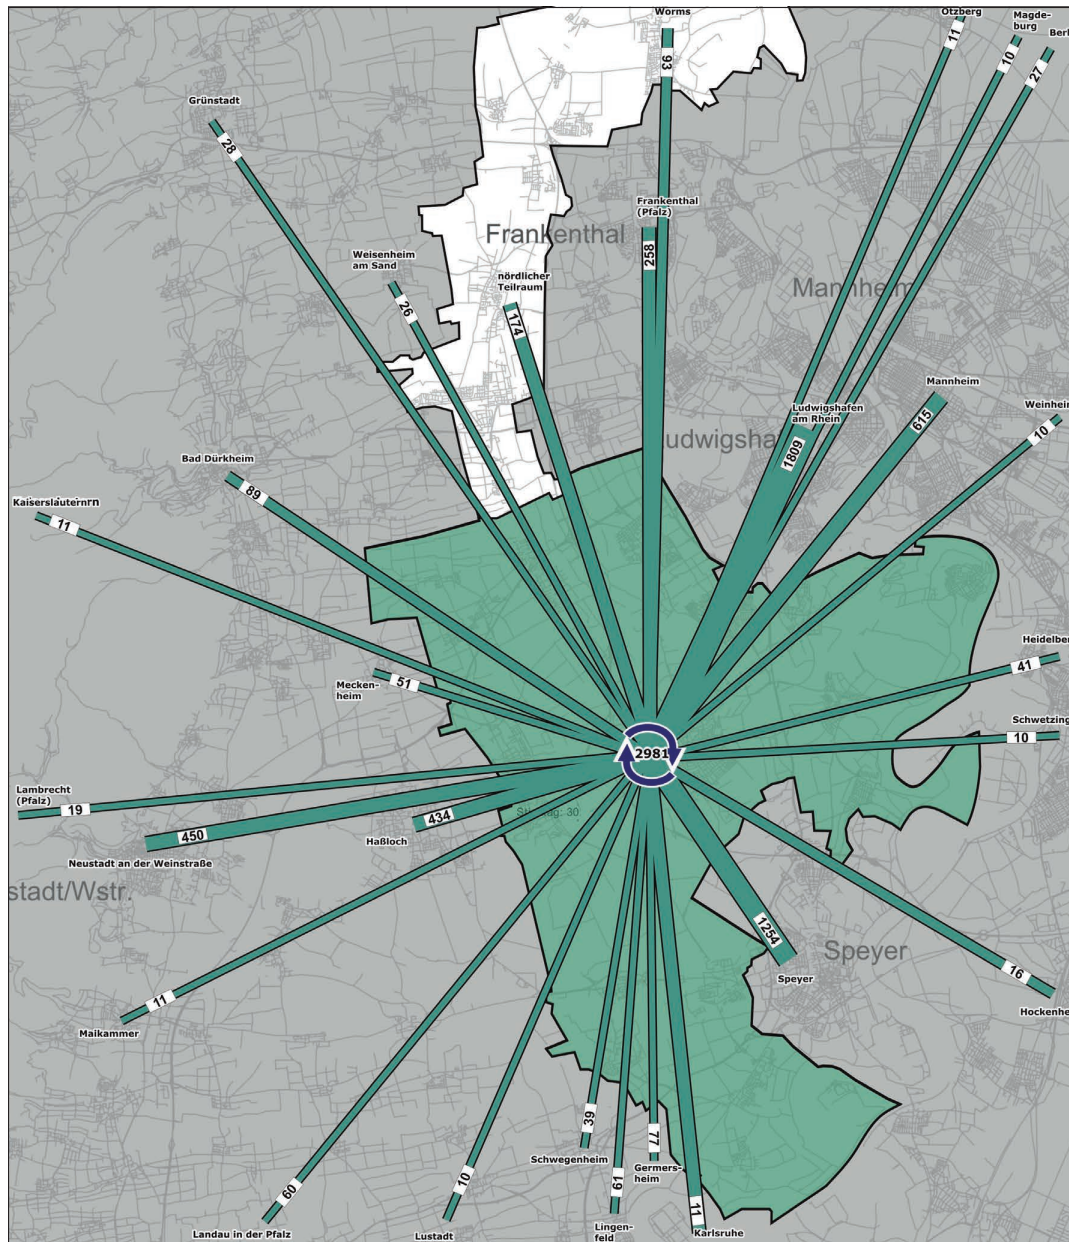 Worms
Otzberg
Magde-
burg
Berl
93
11
10
27
Grünstadt
28
Frankenthal
(Pfalz)
Frankenthal
258
Weisenheim
am Sand
26
nördlicher
Teilraum
174
Mannheim
Mannheim
615
Ludwigshafen
am Rhein
1809
Weinheim
10
Bad Dürkheim
89
Kaiserslauternrn
11
Meckenheim
51
Heidelber
41
Schwetzing
10
2981
Lambrecht
(Pfalz)
19
450
Neustadt an der Weinstraße
434
Haßloch
: 30
stadt/Wstr.
1254
Speyer
Speyer
16
Hockenhei
11
Maikammer
60
Landau in der Pfalz
10
Lustadt
39
Schwegenheim
61
Lingen-
feld
77
Germers-
heim
11
Karlsruhe